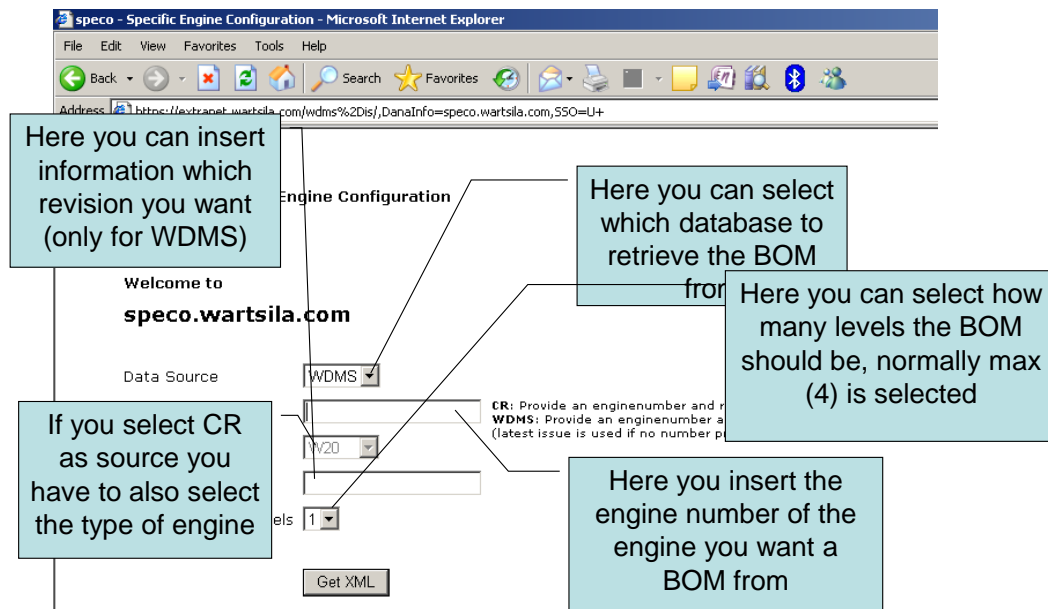 speco - Specific Engine Configuration - Microsoft Internet Explorer
File Edit View Favorites Tools Help
Back Search Favorites
Address https://extranet.wartsila.com/wdms%2Dis/,DanaInfo=speco.wartsila.com,SSO=U+
Here you can insert
information which
revision you want
(only for WDMS)
Engine Configuration
Here you can select
which database to
retrieve the BOM
Here you can select how
many levels the BOM
should be, normally max
(4) is selected
Welcome to
speco.wartsila.com
Data Source WDMS
CR: Provide an enginenumber and
WDMS: Provide an enginenumber
(latest issue is used if no number
W20
If you select CR
as source you
have to also select
the type of engine
1
Here you insert the
engine number of the
engine you want a
BOM from
Get XML